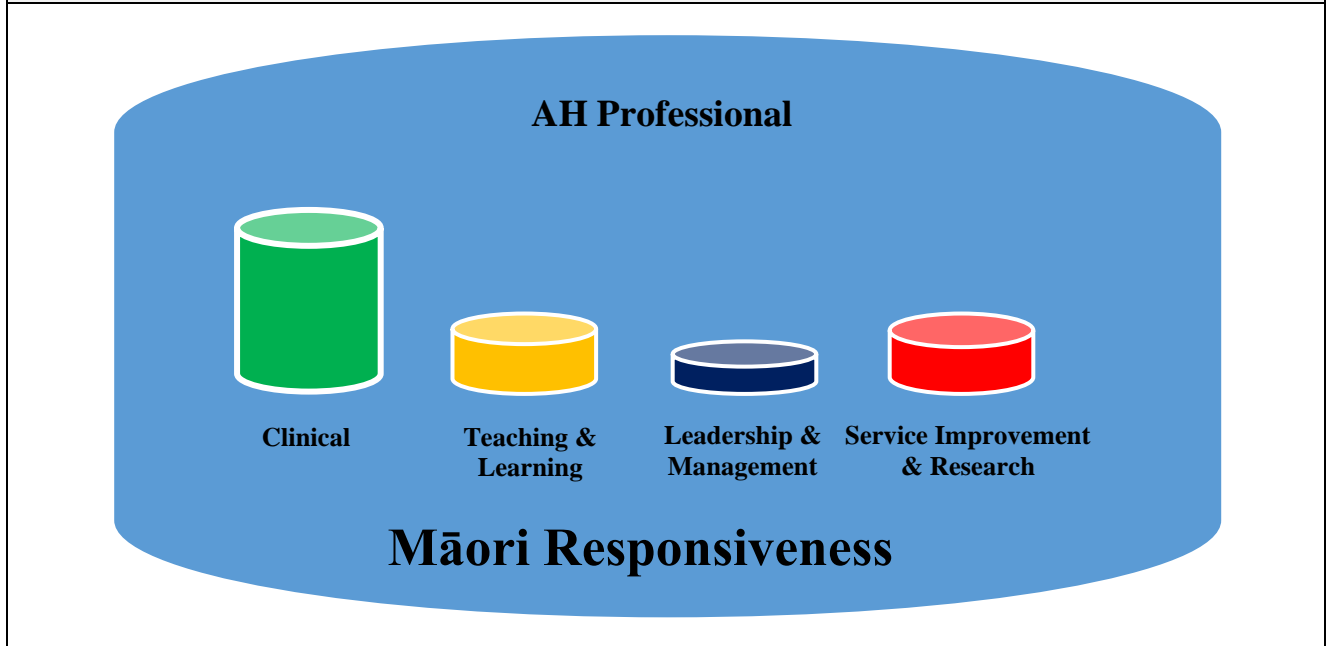 AH Professional
Clinical
Teaching &
Learning
Leadership &
Management
Service Improvement
& Research
Māori Responsiveness